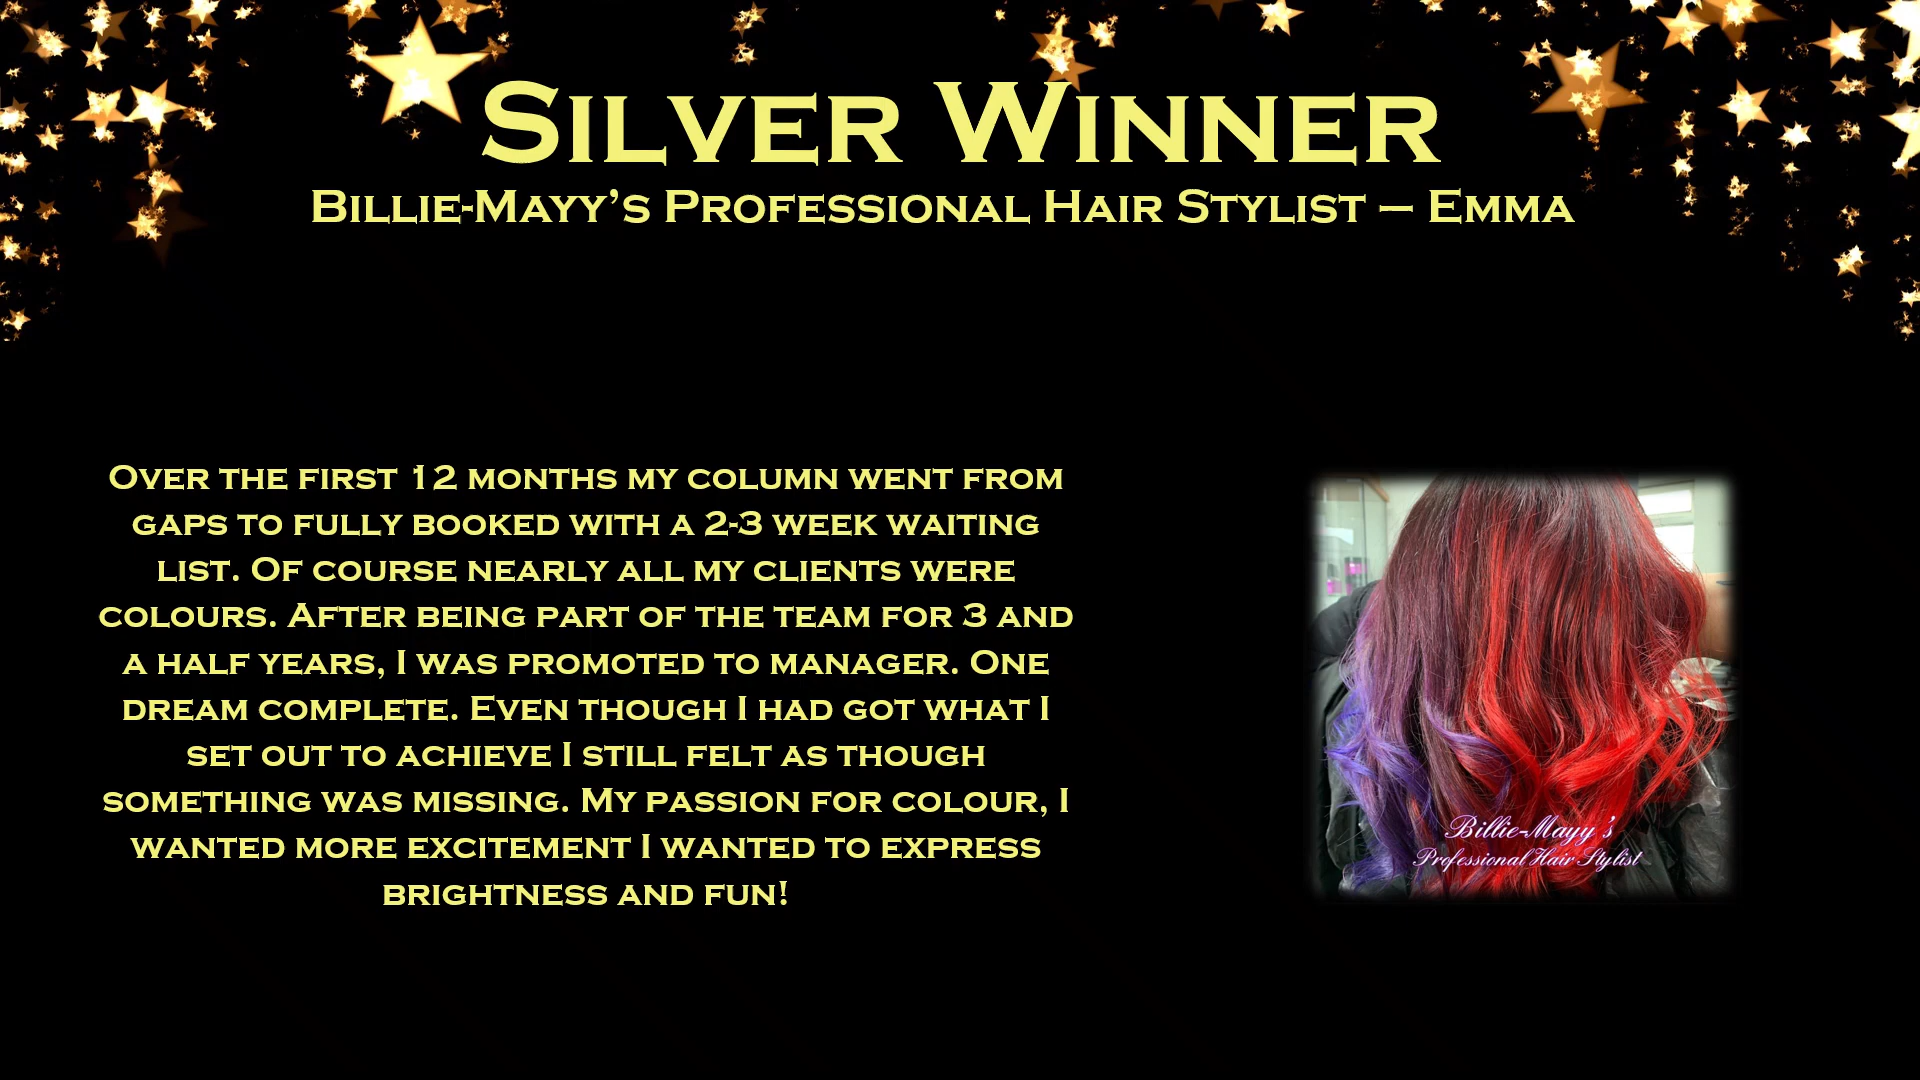 Silver Winner
Billie-Mayy’s Professional Hair Stylist – Emma
Over the first 12 months my column went from
gaps to fully booked with a 2-3 week waiting
list. Of course nearly all my clients were
colours. After being part of the team for 3 and
a half years, I was promoted to manager. One
dream complete. Even though I had got what I
set out to achieve I still felt as though
something was missing. My passion for colour, I
wanted more excitement I wanted to express
brightness and fun!
Billie-Mayy's
Professional Hair Stylist